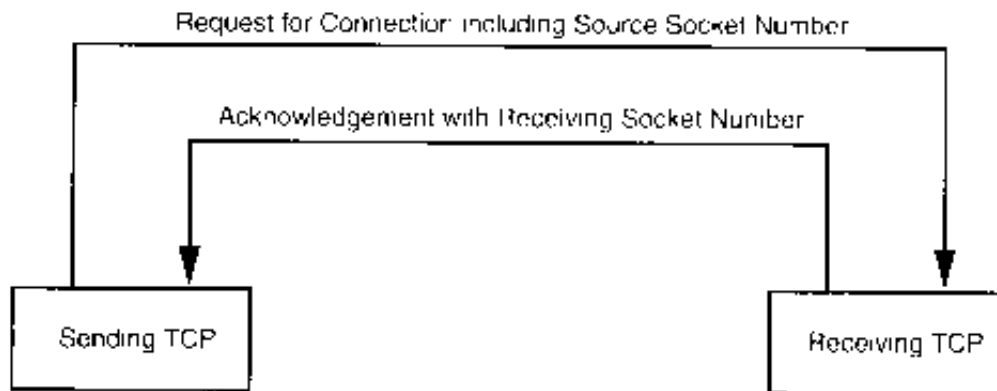 Request for Connection Including Source Socket Number
Acknowledgement with Receiving Socket Number
Sending TCP
Receiving TCP